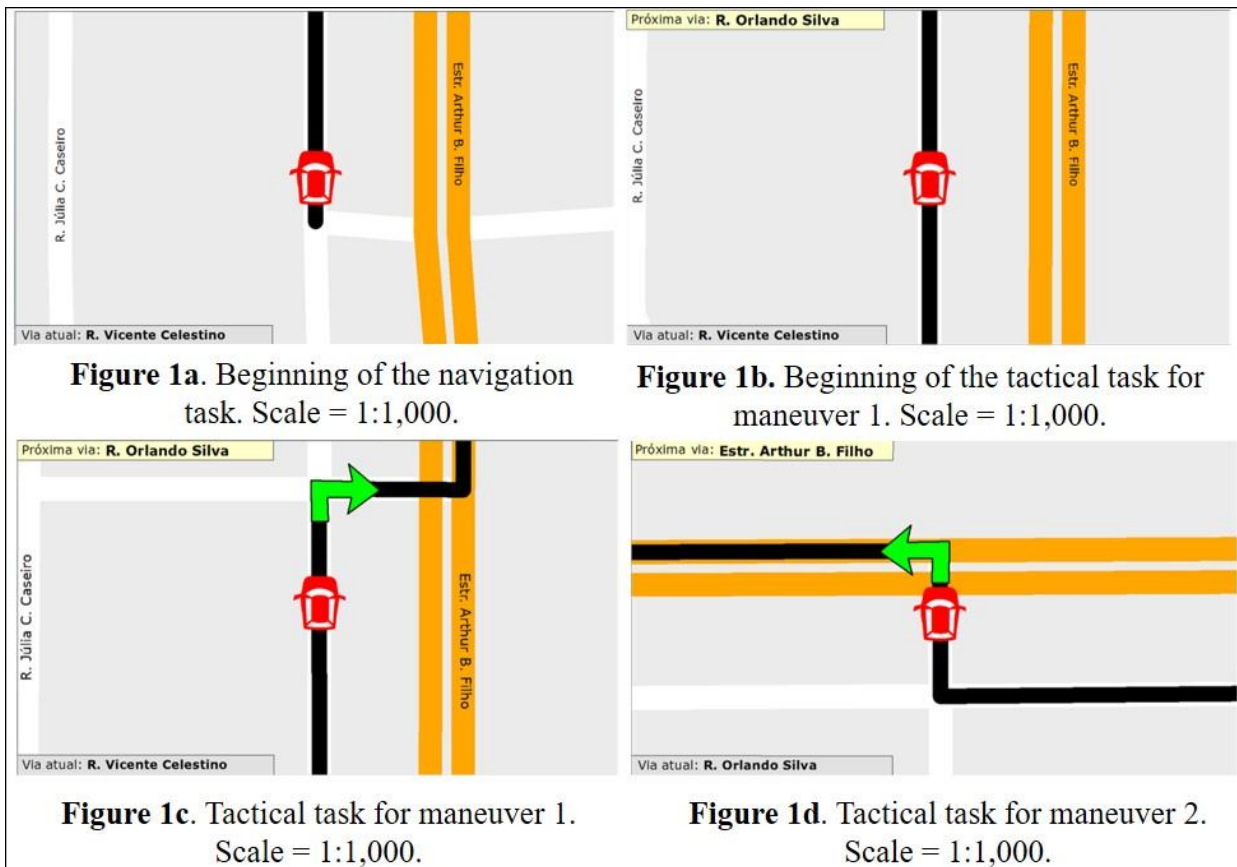 R. Júlia C. Caseiro
Estr. Arthur B. Filho
Via atual: R. Vicente Celestino
Figure 1a. Beginning of the navigation
task. Scale = 1:1,000.
Próxima via: R. Orlando Silva
R. Júlia C. Caseiro
Estr. Arthur B. Filho
Via atual: R. Vicente Celestino
Figure 1b. Beginning of the tactical task for
maneuver 1. Scale = 1:1,000.
Próxima via: R. Orlando Silva
R. Júlia C. Caseiro
Estr. Arthur B. Filho
Via atual: R. Vicente Celestino
Figure 1c. Tactical task for maneuver 1.
Scale = 1:1,000.
Próxima via: Estr. Arthur B. Filho
Via atual: R. Orlando Silva
Figure 1d. Tactical task for maneuver 2.
Scale = 1:1,000.